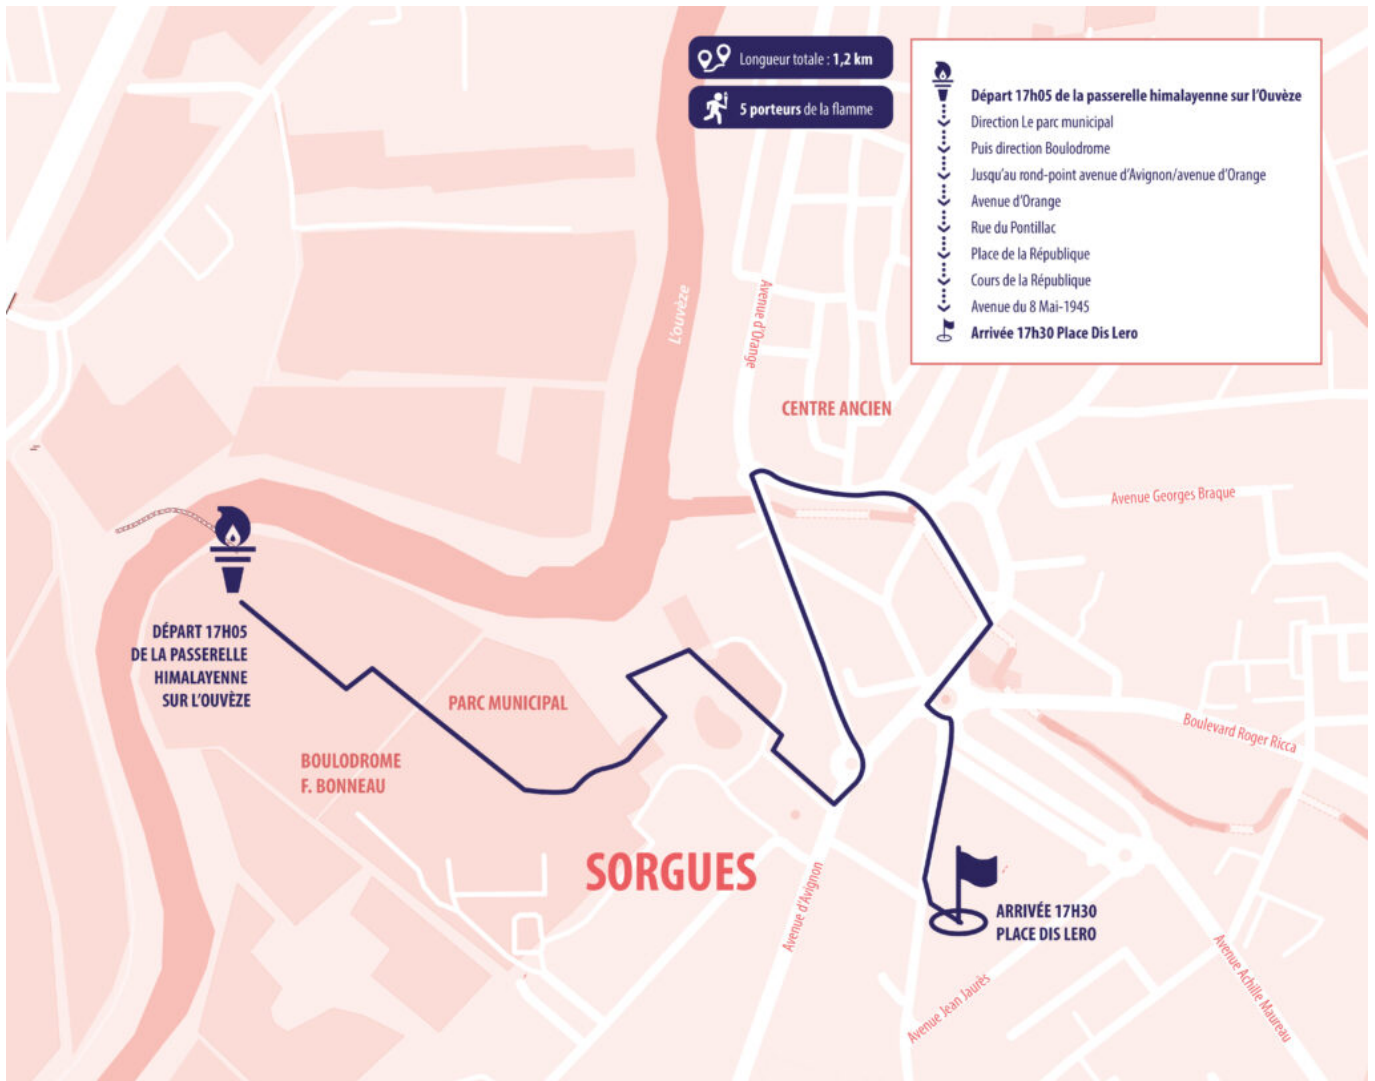 Longueur totale : 1,2 km
5 porteurs de la flamme
Départ 17h05 de la passerelle himalayenne sur l'Ouvèze
Direction Le parc municipal
Puis direction Boulodrome
Jusqu'au rond-point avenue d'Avignon/avenue d'Orange
Avenue d'Orange
Rue du Pontillac
Place de la République
Cours de la République
Avenue du 8 Mai-1945
Arrivée 17h30 Place Dis Lero
L'ouvèze
Avenue d'Orange
CENTRE ANCIEN
Avenue Georges Braque
DÉPART 17H05
DE LA PASSERELLE
HIMALAYENNE
SUR L'OUVÈZE
PARC MUNICIPAL
BOULODROME
F. BONNEAU
Boulevard Roger Ricca
SORGUES
Avenue d'Avignon
ARRIVÉE 17H30
PLACE DIS LERO
Avenue Jean Jaurès
Avenue Achille Maureau